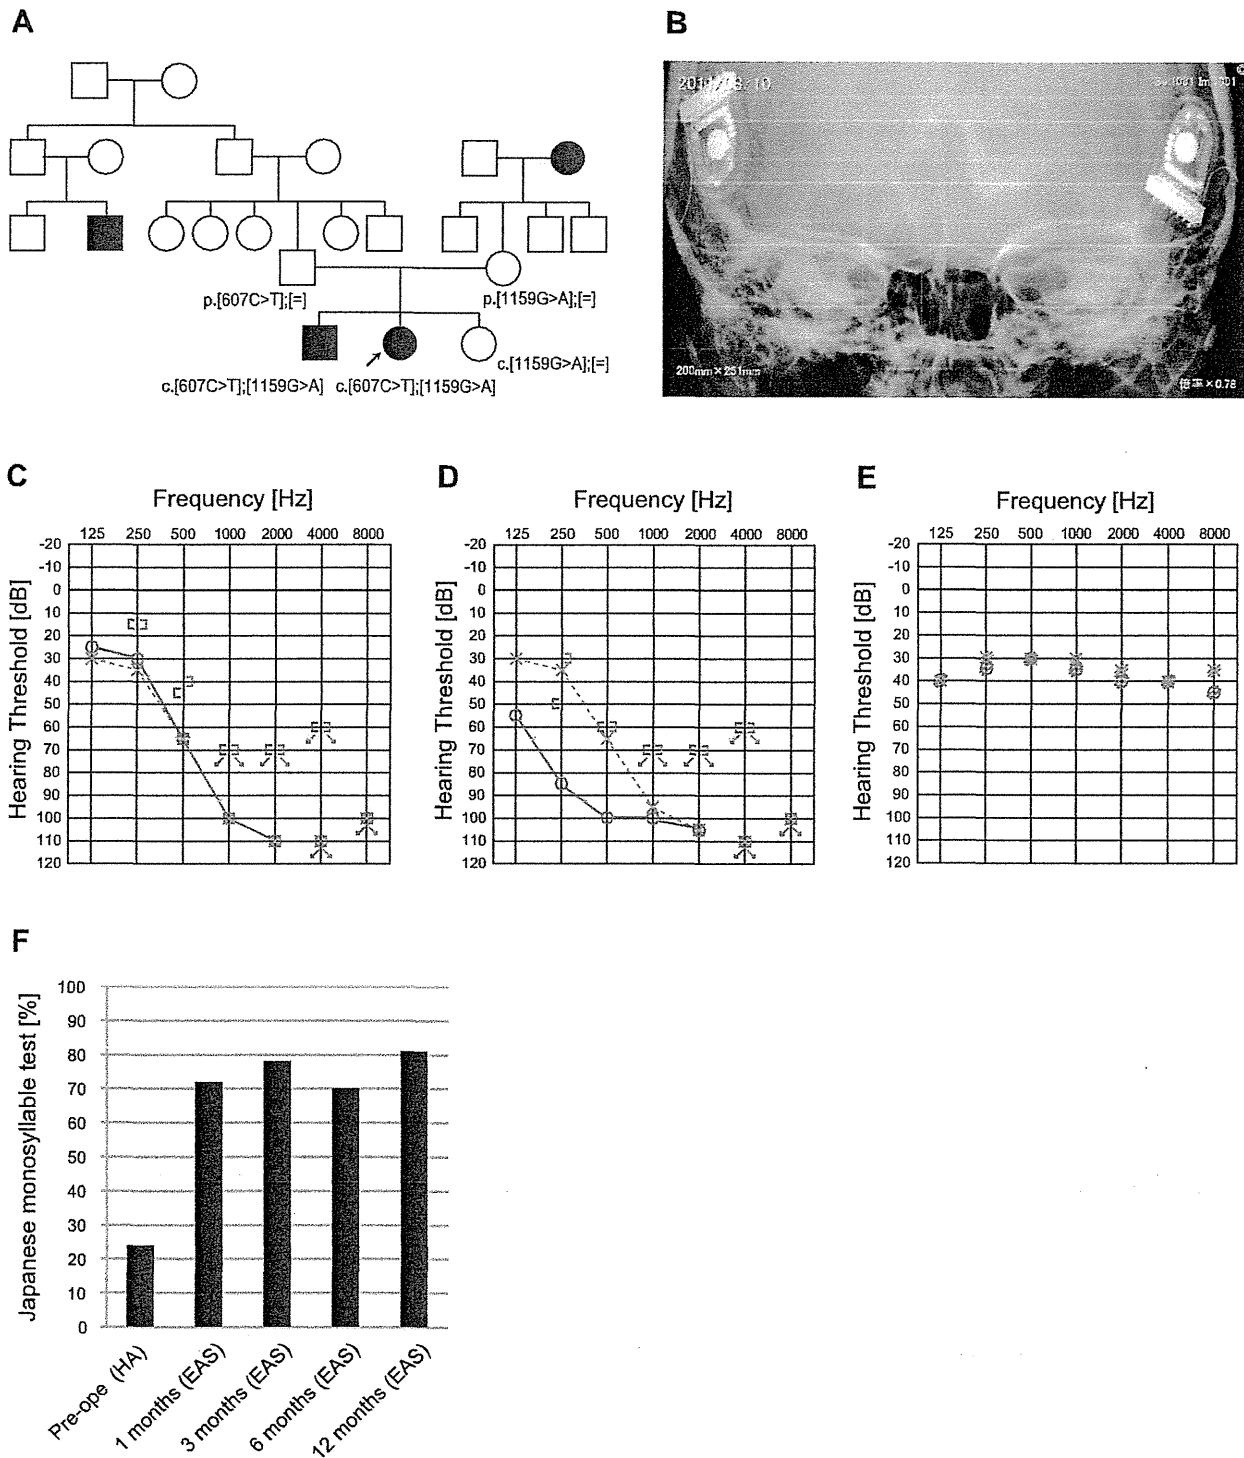 A
B
p.[607C>T];[=]
p.[1159G>A];[=]
c.[1159G>A];[=]
c.[607C>T];[1159G>A]
c.[607C>T];[1159G>A]
200mm×251mm
倍率×0.78
C
D
E
Frequency [Hz]
Frequency [Hz]
Frequency [Hz]
125 250 500 1000 2000 4000 8000
125 250 500 1000 2000 4000 8000
125 250 500 1000 2000 4000 8000
Hearing Threshold [dB]
-20
-10
0
10
20
30
40
50
60
70
80
90
100
110
120
Hearing Threshold [dB]
-20
-10
0
10
20
30
40
50
60
70
80
90
100
110
120
Hearing Threshold [dB]
-20
-10
0
10
20
30
40
50
60
70
80
90
100
110
120
F
Japanese monosyllable test [%]
100
90
80
70
60
50
40
30
20
10
0
Pre-ope (HA)
1 months (EAS)
3 months (EAS)
6 months (EAS)
12 months (EAS)